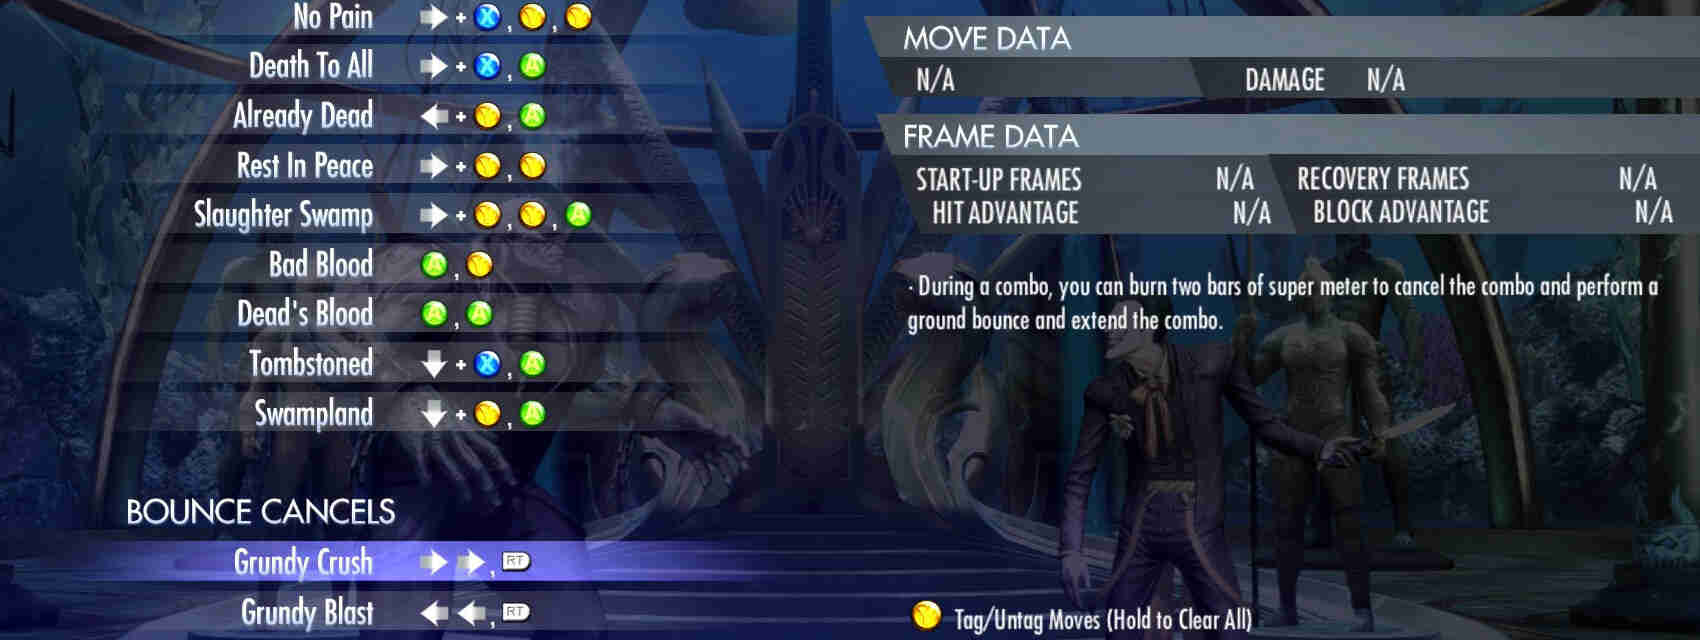 No Pain → + X, Y, Y
Death To All → + X, A
Already Dead ← + Y, A
Rest In Peace → + Y, Y
Slaughter Swamp → + Y, Y, A
Bad Blood A, Y
Dead's Blood A, A
Tombstoned ↓ + X, A
Swampland ↓ + Y, A
BOUNCE CANCELS
Grundy Crush → →, RT
Grundy Blast ← ←, RT
MOVE DATA
N/A DAMAGE N/A
FRAME DATA
START-UP FRAMES N/A RECOVERY FRAMES N/A
HIT ADVANTAGE N/A BLOCK ADVANTAGE N/A
· During a combo, you can burn two bars of super meter to cancel the combo and perform a
ground bounce and extend the combo.
Y Tag/Untag Moves (Hold to Clear All)